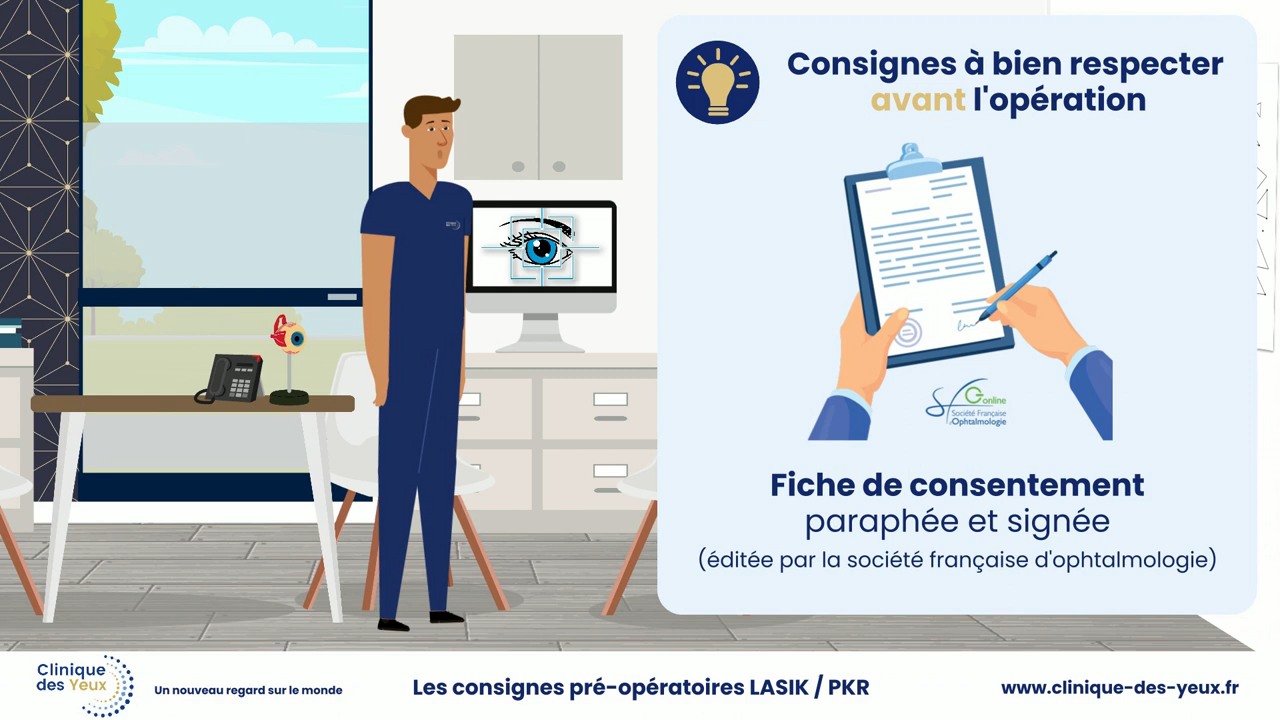 Consignes à bien respecter
avant l'opération
Gonline
Société Française
d'Ophtalmologie
Fiche de consentement
paraphée et signée
(éditée par la société française d'ophtalmologie)
Clinique
des Yeux
Un nouveau regard sur le monde
Les consignes pré-opératoires LASIK / PKR
www.clinique-des-yeux.fr